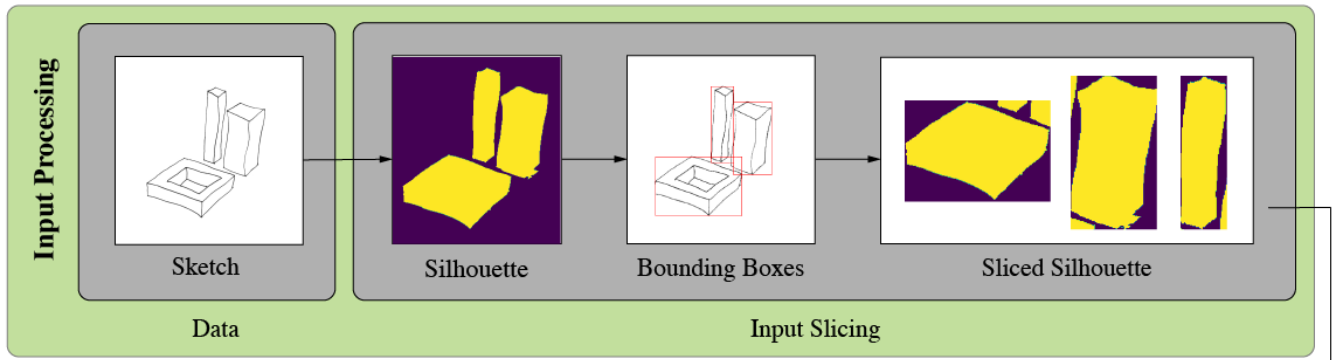 Input Processing
Sketch
Silhouette
Bounding Boxes
Sliced Silhouette
Data
Input Slicing